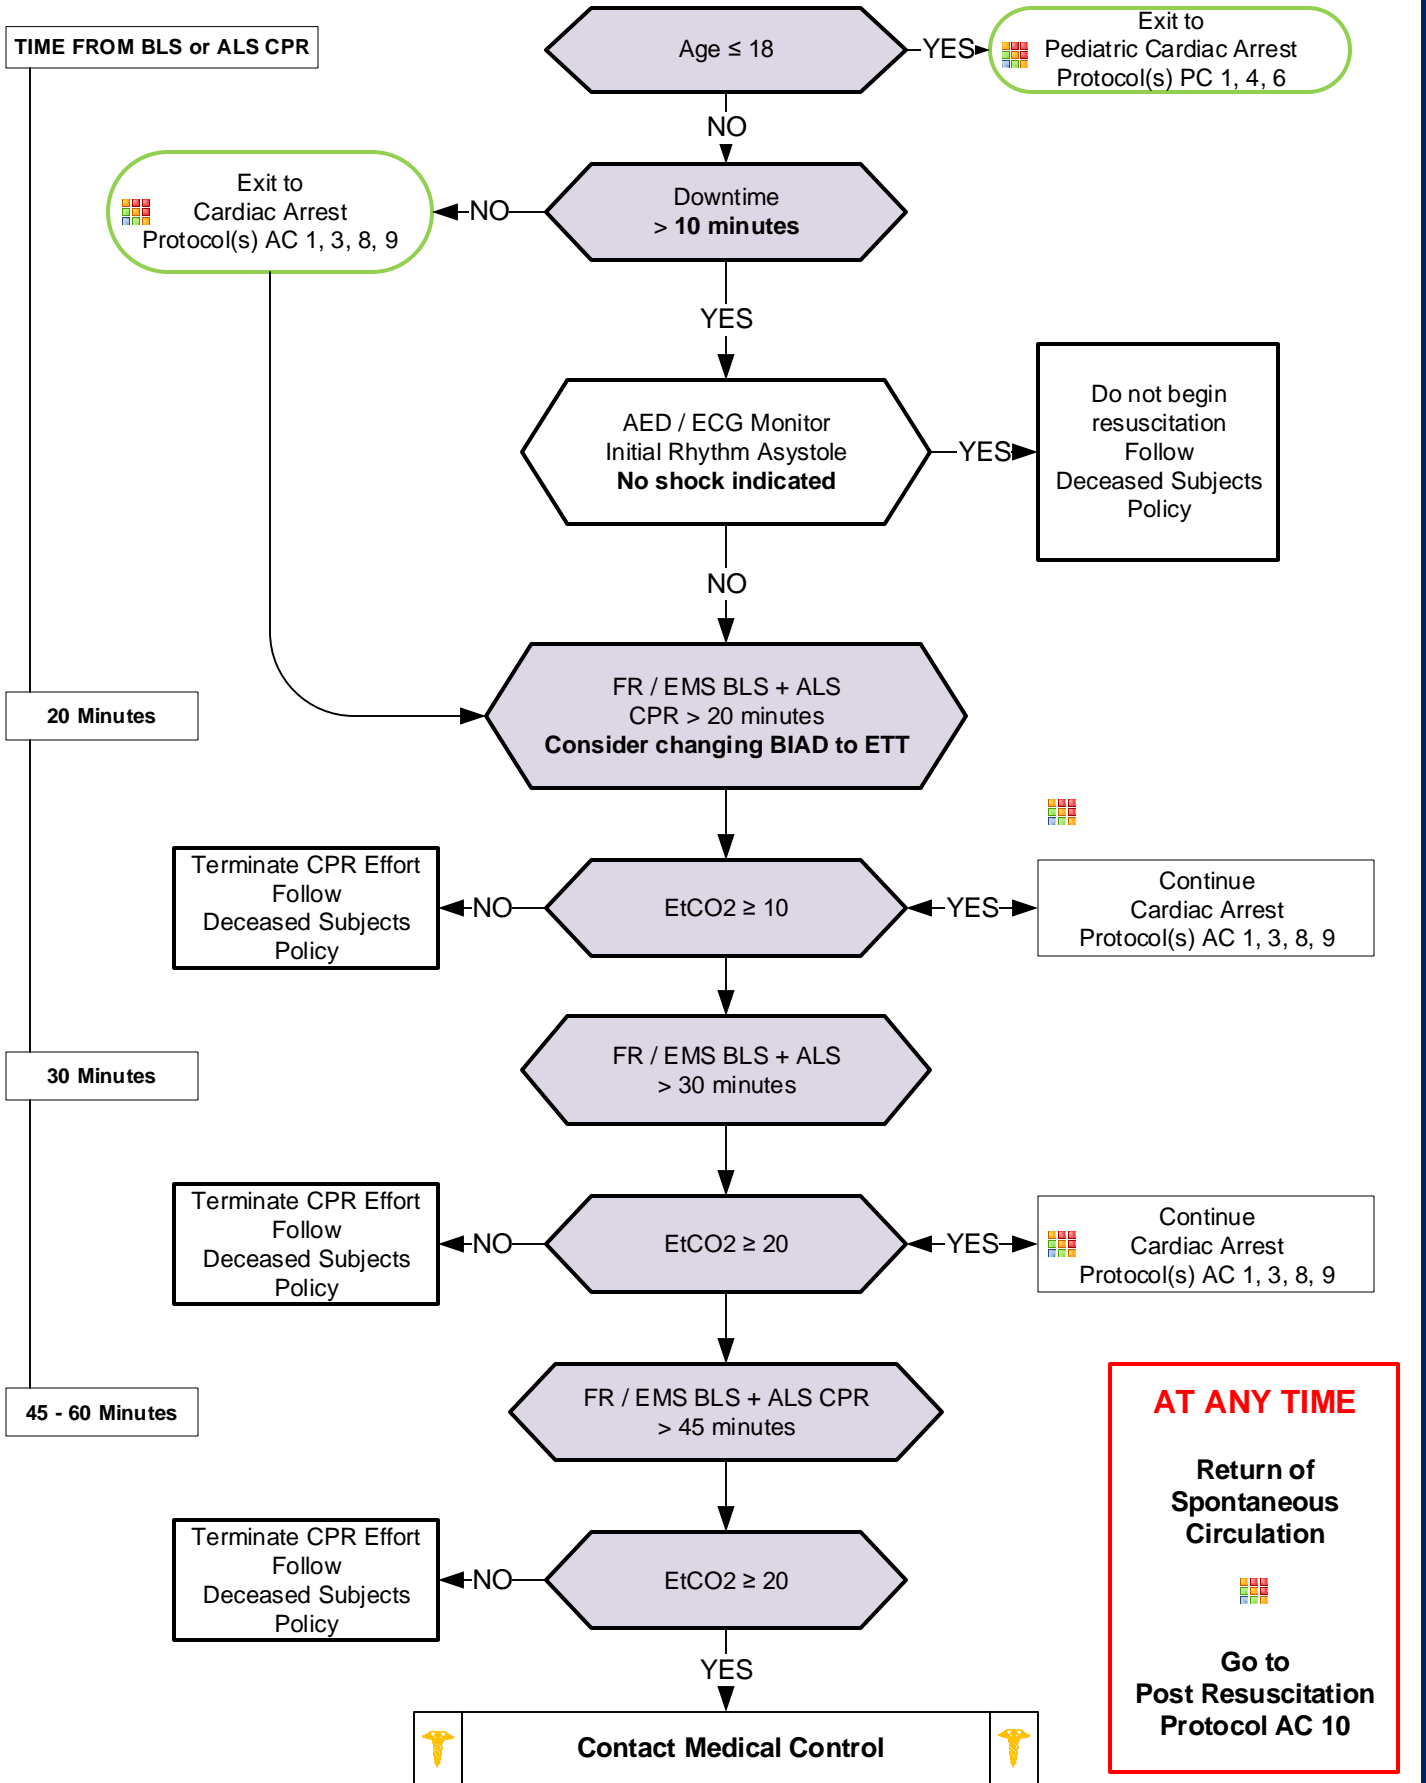 TIME FROM BLS or ALS CPR
Age ≤ 18
YES
Exit to
Pediatric Cardiac Arrest
Protocol(s) PC 1, 4, 6
NO
Downtime
> 10 minutes
NO
Exit to
Cardiac Arrest
Protocol(s) AC 1, 3, 8, 9
YES
AED / ECG Monitor
Initial Rhythm Asystole
No shock indicated
YES
Do not begin
resuscitation
Follow
Deceased Subjects
Policy
NO
20 Minutes
FR / EMS BLS + ALS
CPR > 20 minutes
Consider changing BIAD to ETT
Terminate CPR Effort
Follow
Deceased Subjects
Policy
NO
EtCO2 ≥ 10
YES
Continue
Cardiac Arrest
Protocol(s) AC 1, 3, 8, 9
30 Minutes
FR / EMS BLS + ALS
> 30 minutes
Terminate CPR Effort
Follow
Deceased Subjects
Policy
NO
EtCO2 ≥ 20
YES
Continue
Cardiac Arrest
Protocol(s) AC 1, 3, 8, 9
45 - 60 Minutes
FR / EMS BLS + ALS CPR
> 45 minutes
Terminate CPR Effort
Follow
Deceased Subjects
Policy
NO
EtCO2 ≥ 20
YES
Contact Medical Control
AT ANY TIME
Return of
Spontaneous
Circulation
Go to
Post Resuscitation
Protocol AC 10